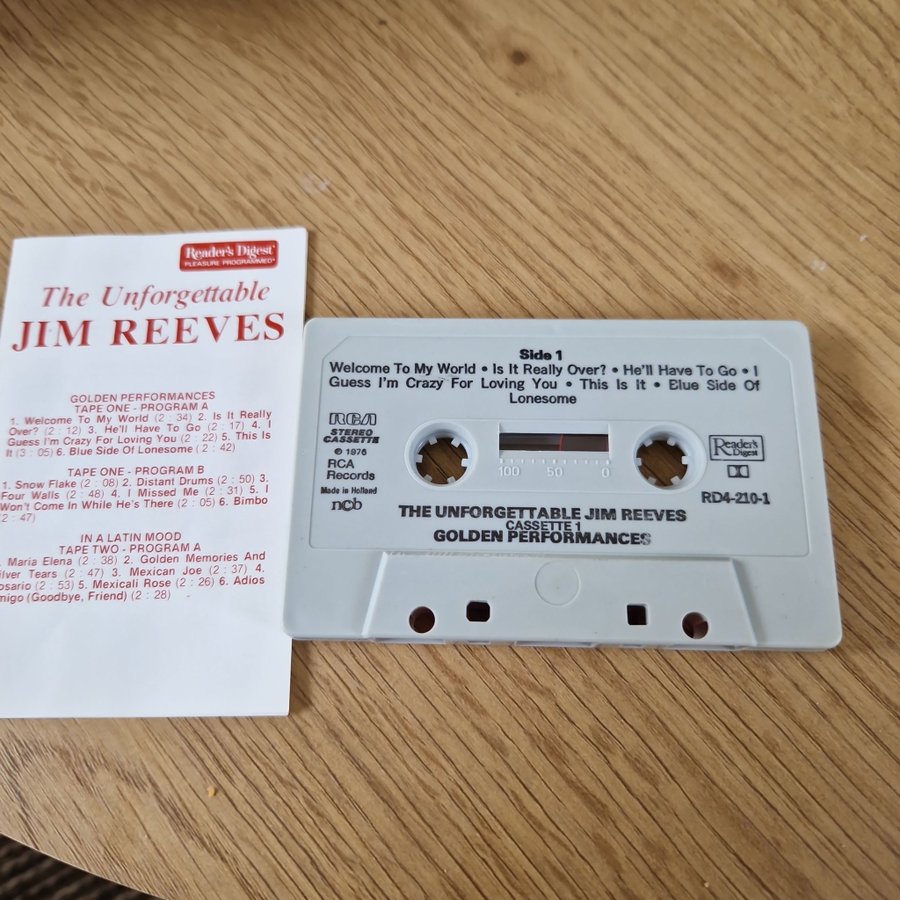 Reader's Digest
PLEASURE PROGRAMMED
The Unforgettable
JIM REEVES
GOLDEN PERFORMANCES
TAPE ONE - PROGRAM A
1. Welcome To My World (2 : 34) 2. Is It Really
Over? (2 : 12) 3. He'll Have To Go (2 : 17) 4. I
Guess I'm Crazy For Loving You (2 : 22) 5. This Is
It (3 : 05) 6. Blue Side Of Lonesome (2 : 42)
TAPE ONE - PROGRAM B
1. Snow Flake (2 : 08) 2. Distant Drums (2 : 50) 3.
Four Walls (2 : 48) 4. I Missed Me (2 : 31) 5. I
Won't Come In While He's There (2 : 05) 6. Bimbo
(2 : 47)
IN A LATIN MOOD
TAPE TWO - PROGRAM A
. Maria Elena (2 : 38) 2. Golden Memories And
ilver Tears (2 : 47) 3. Mexican Joe (2 : 37) 4.
osario (2 : 53) 5. Mexicali Rose (2 : 26) 6. Adios
migo (Goodbye, Friend) (2 : 28)
Side 1
Welcome To My World • Is It Really Over? • He'll Have To Go • I
Guess I'm Crazy For Loving You • This Is It • Blue Side Of
Lonesome
RCA
STEREO
CASSETTE
℗ 1976
RCA
Records
Made in Holland
ncb
100 50 0
Reader's
Digest
RD4-210-1
THE UNFORGETTABLE JIM REEVES
CASSETTE 1
GOLDEN PERFORMANCES